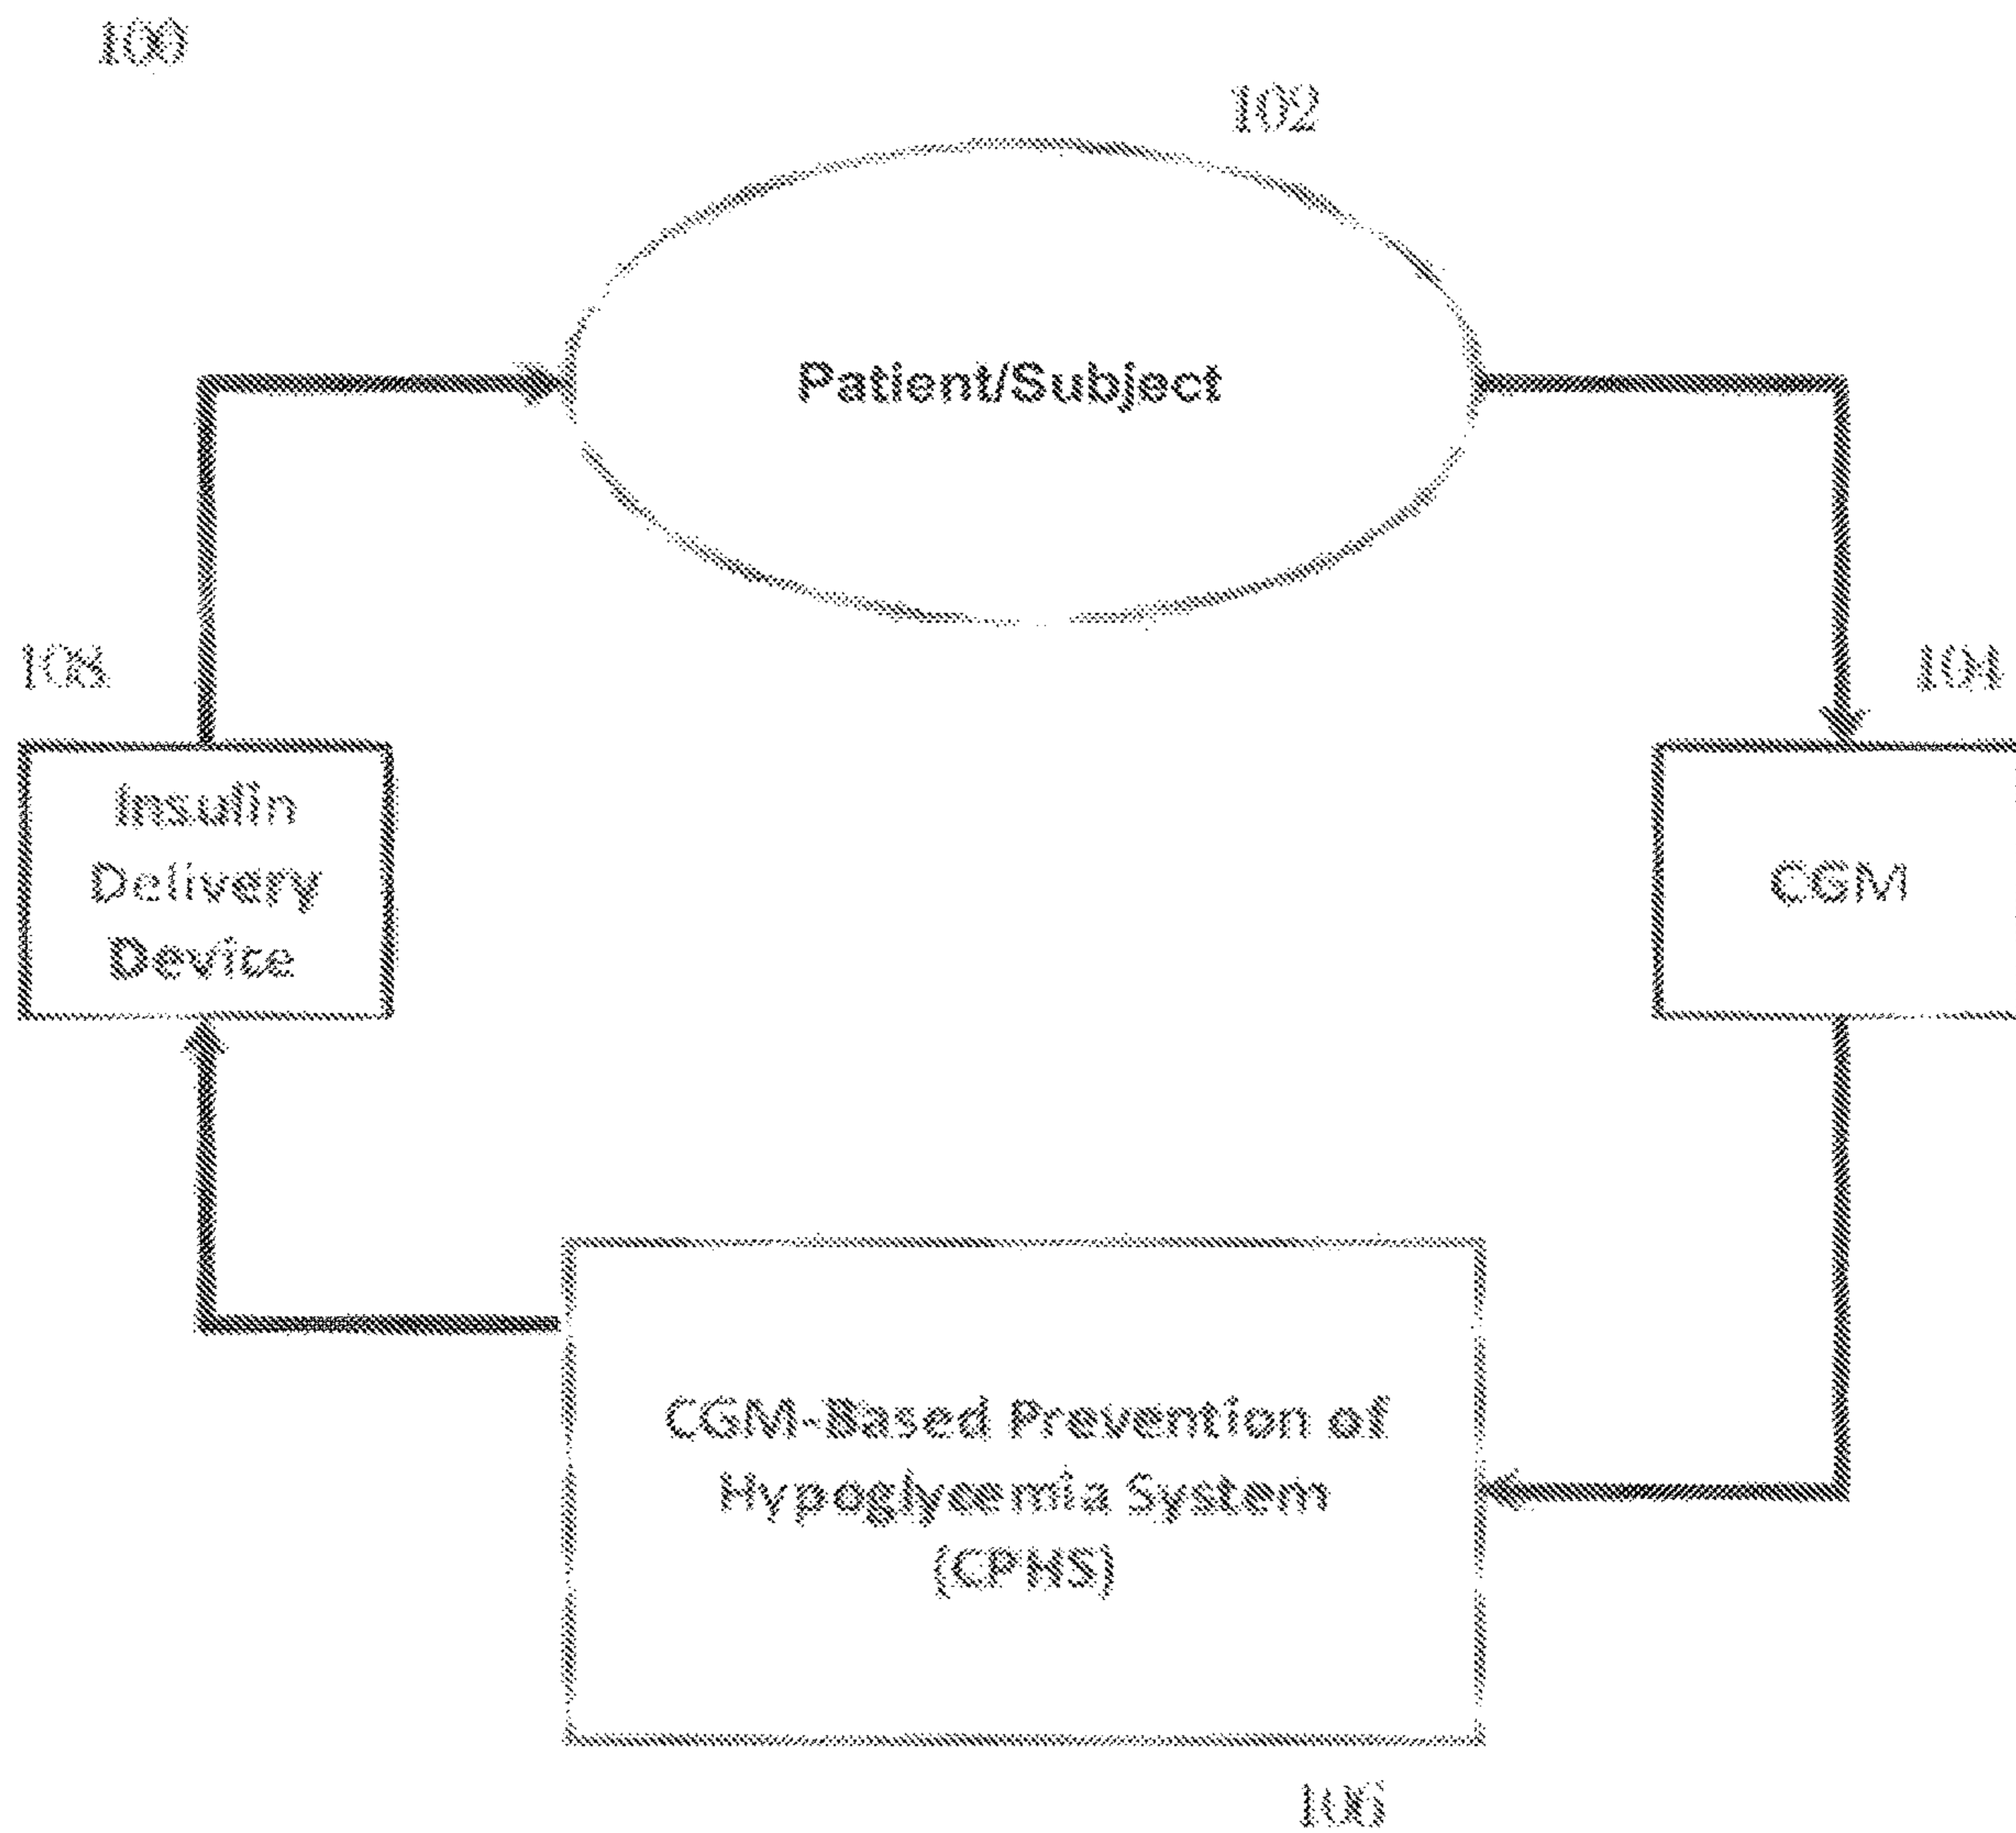 100
102
Patient/Subject
108
104
Insulin
Delivery
Device
CGM
CGM-Based Prevention of
Hypoglycemia System
(CPHS)
106